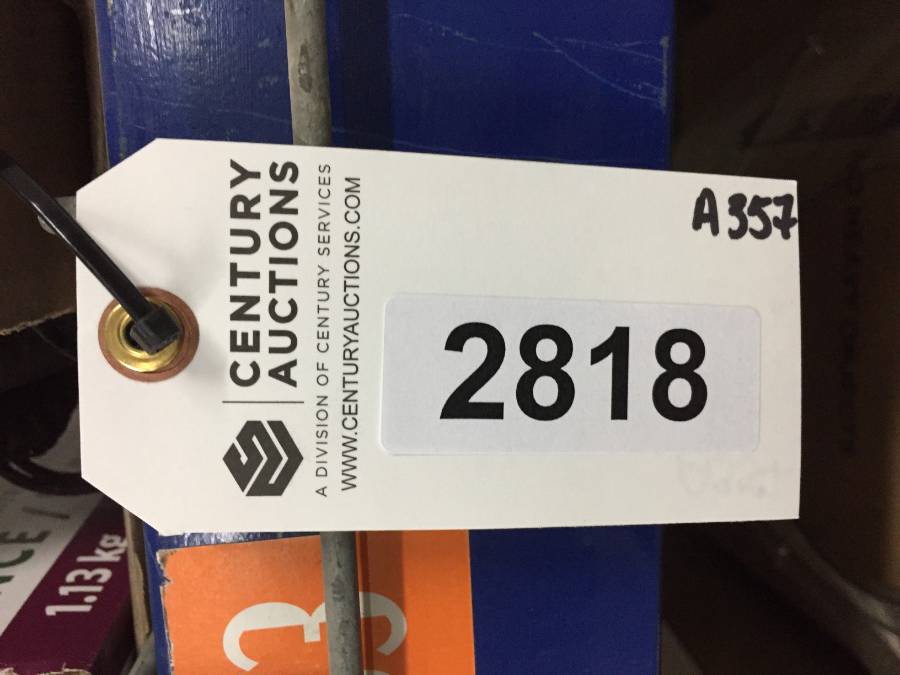 CENTURY
AUCTIONS
A DIVISION OF CENTURY SERVICES
WWW.CENTURYAUCTIONS.COM
A357
2818
1.13 kg